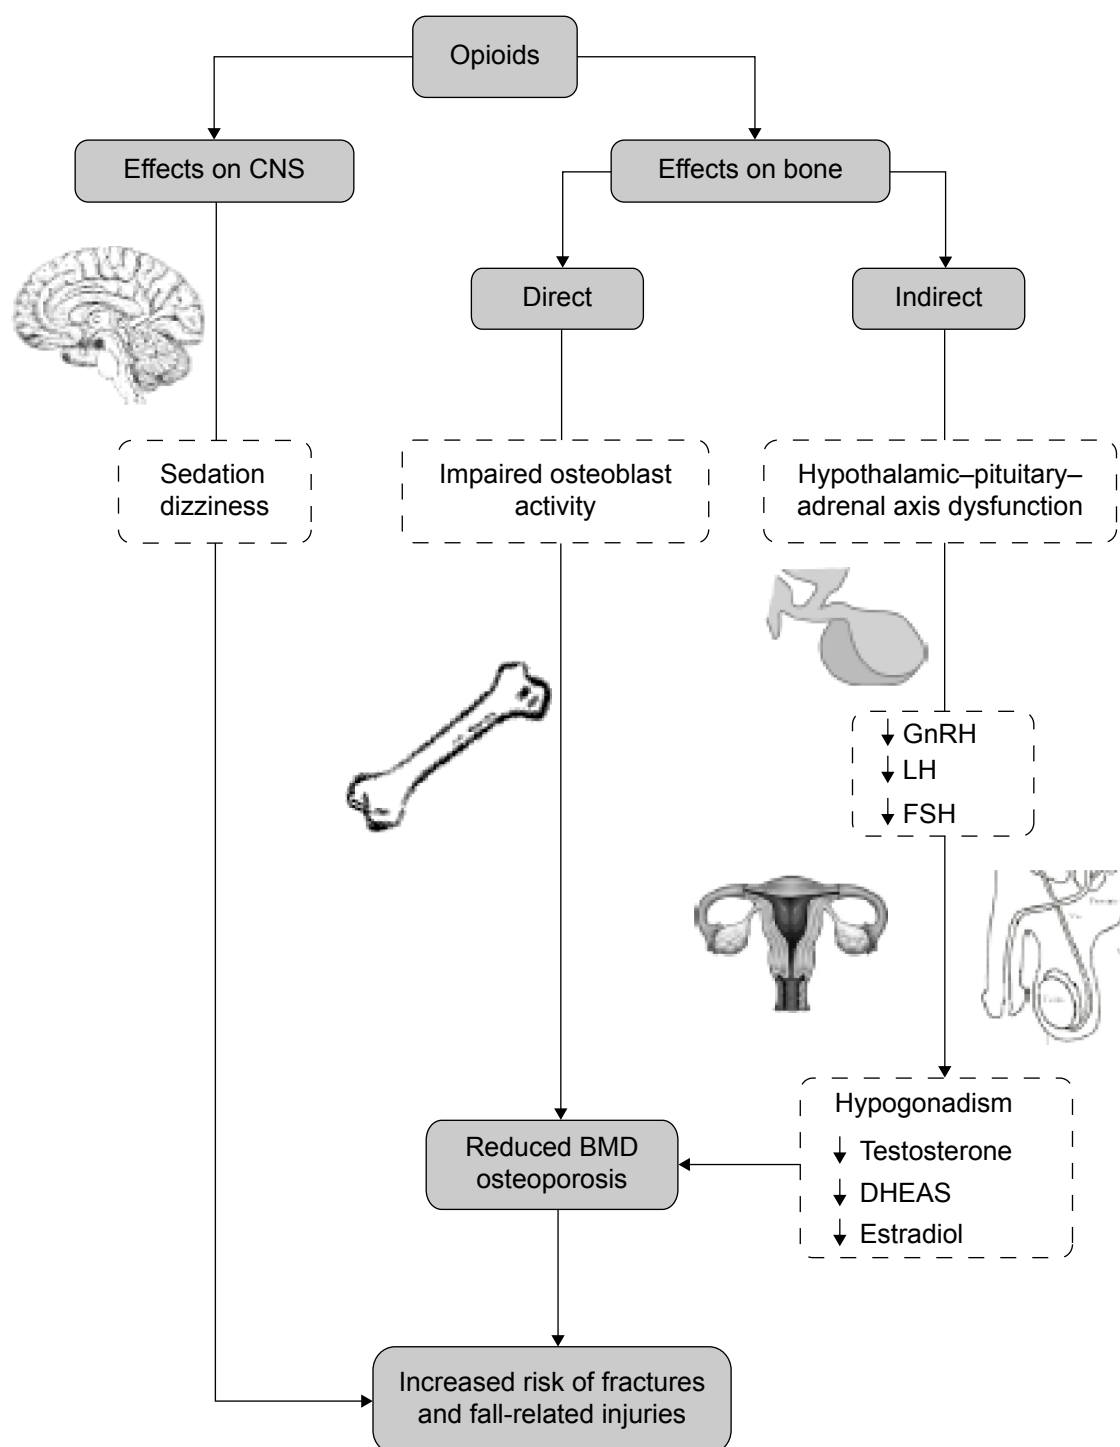 Opioids
Effects on CNS
Effects on bone
Direct
Indirect
Sedation
dizziness
Impaired osteoblast
activity
Hypothalamic–pituitary–
adrenal axis dysfunction
↓ GnRH
↓ LH
↓ FSH
Hypogonadism
↓ Testosterone
↓ DHEAS
↓ Estradiol
Reduced BMD
osteoporosis
Increased risk of fractures
and fall-related injuries